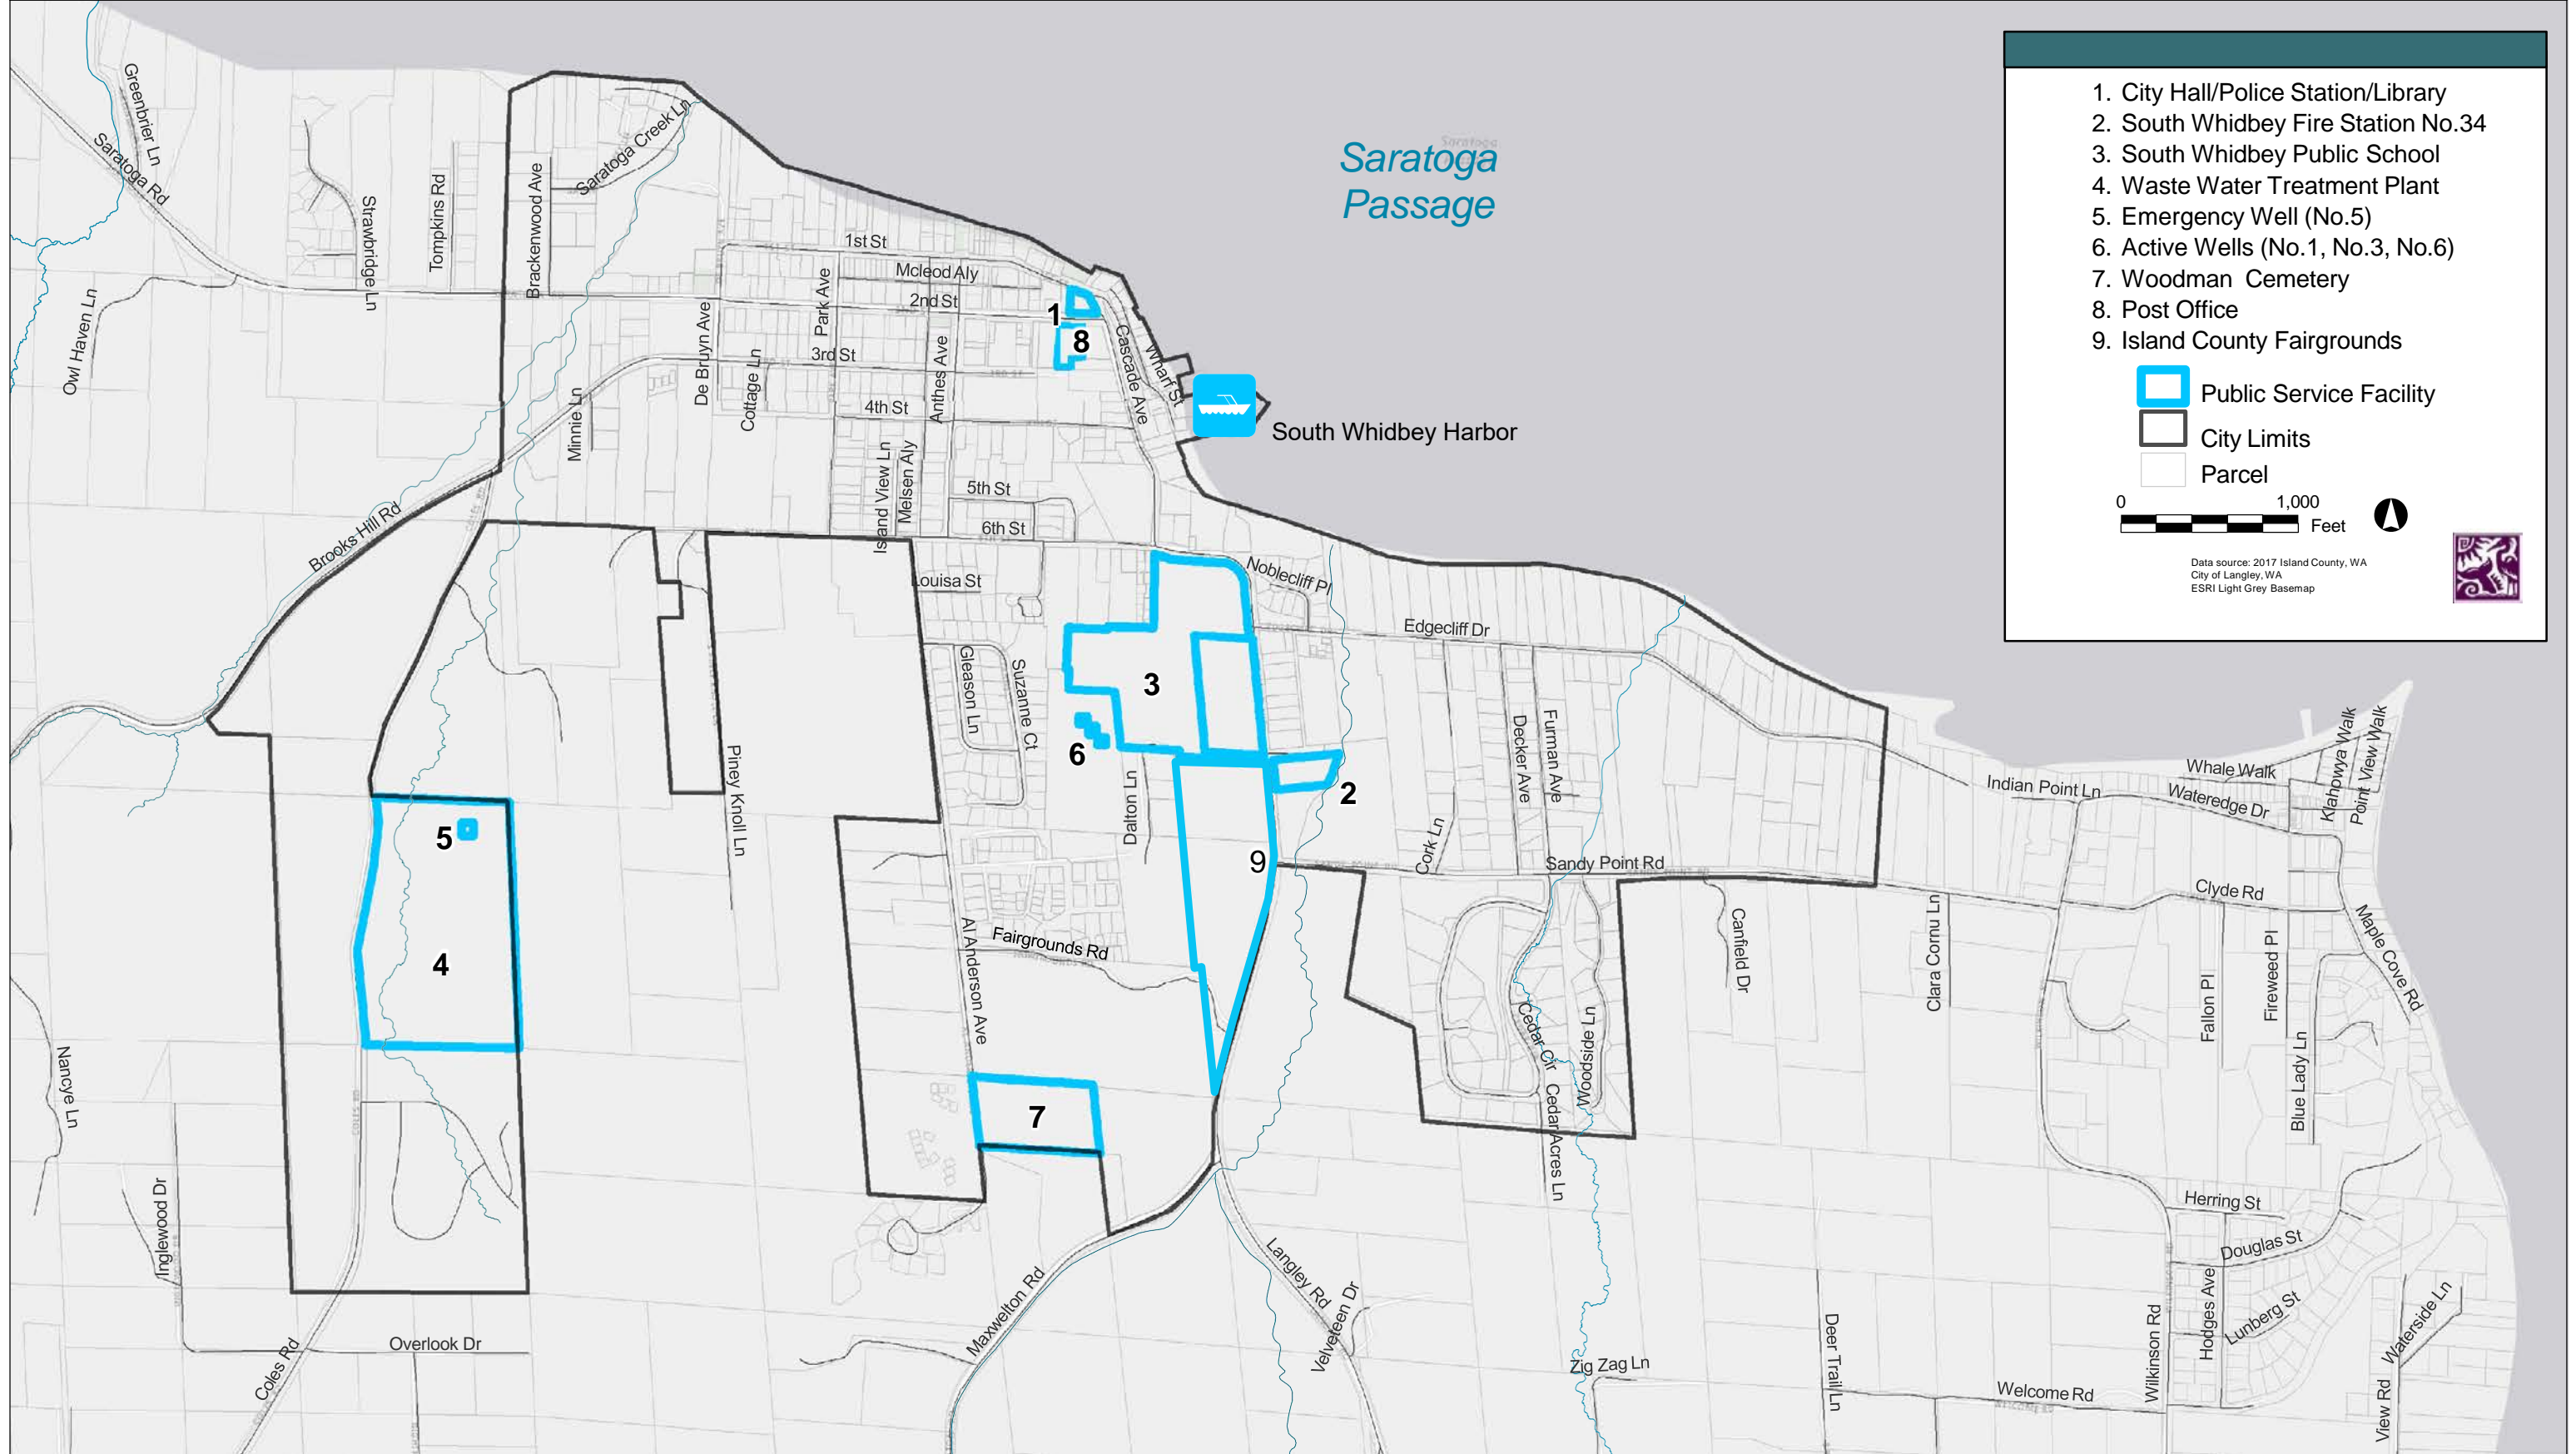 Saratoga
Passage
South Whidbey Harbor
1. City Hall/Police Station/Library
2. South Whidbey Fire Station No.34
3. South Whidbey Public School
4. Waste Water Treatment Plant
5. Emergency Well (No.5)
6. Active Wells (No.1, No.3, No.6)
7. Woodman Cemetery
8. Post Office
9. Island County Fairgrounds
Public Service Facility
City Limits
Parcel
0 1,000
Feet
Data source: 2017 Island County, WA
City of Langley, WA
ESRI Light Grey Basemap
Greenbrier Ln
Saratoga Rd
Strawbridge Ln
Tompkins Rd
Brackenwood Ave
Saratoga Creek Ln
Owl Haven Ln
1st St
Mcleod Aly
2nd St
Park Ave
De Bruyn Ave
Cottage Ln
3rd St
Anthes Ave
4th St
Minnie Ln
1
8
Cascade Ave
Wharf St
Island View Ln
Melsen Aly
5th St
6th St
Brooks Hill Rd
Louisa St
Noblecliff Pl
Edgecliff Dr
Gleason Ln
Suzanne Ct
3
6
2
Dalton Ln
Piney Knoll Ln
Decker Ave
Furman Ave
Cork Ln
Sandy Point Rd
5
4
9
Al Anderson Ave
Fairgrounds Rd
7
Indian Point Ln
Whale Walk
Wateredge Dr
Klahowya Walk
Point View Walk
Clyde Rd
Maple Cove Rd
Canfield Dr
Clara Cornu Ln
Fallon Pl
Fireweed Pl
Blue Lady Ln
Cedar Cir
Woodside Ln
Cedar Acres Ln
Nancye Ln
Inglewood Dr
Coles Rd
Overlook Dr
Maxwelton Rd
Langley Rd
Velveteen Dr
Zig Zag Ln
Deer Trail Ln
Welcome Rd
Wilkinson Rd
Herring St
Douglas St
Hodges Ave
Lunberg St
Waterside Ln
View Rd